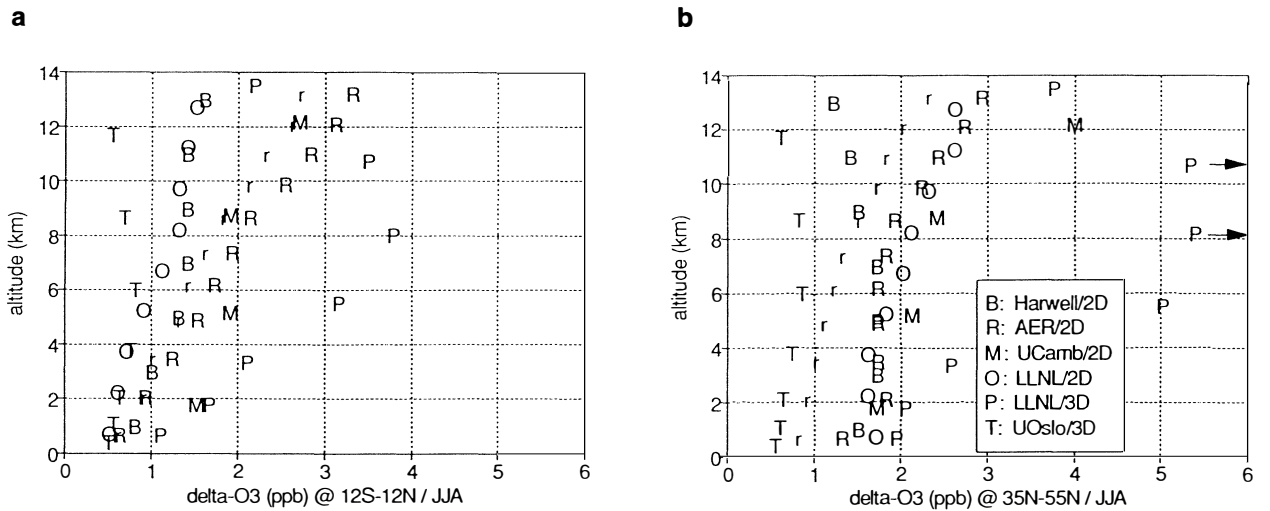 a
b
14
12
10
8
6
4
2
0
altitude (km)
0 1 2 3 4 5 6
delta-O3 (ppb) @ 12S-12N / JJA
14
12
10
8
6
4
2
0
altitude (km)
B: Harwell/2D
R: AER/2D
M: UCamb/2D
O: LLNL/2D
P: LLNL/3D
T: UOslo/3D
0 1 2 3 4 5 6
delta-O3 (ppb) @ 35N-55N / JJA